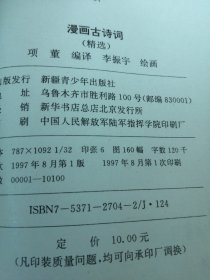 漫画古诗词
(精选)
项 董 编译 李振宇 绘画
版发行 新疆青少年出版社
址 乌鲁木齐市胜利路100号(邮编830001)
销 新华书店总店北京发行所
刷 中国人民解放军陆军指挥学院印刷厂
本 787×1092 1/32 印张 6 图 160幅 字数 120千
次 1997年8月第1版 1997年8月第1次印刷
数 00001-10100
ISBN7-5371-2704-2/J·124
定 价 10.00元
(凡印装质量问题,均可向承印厂调换)